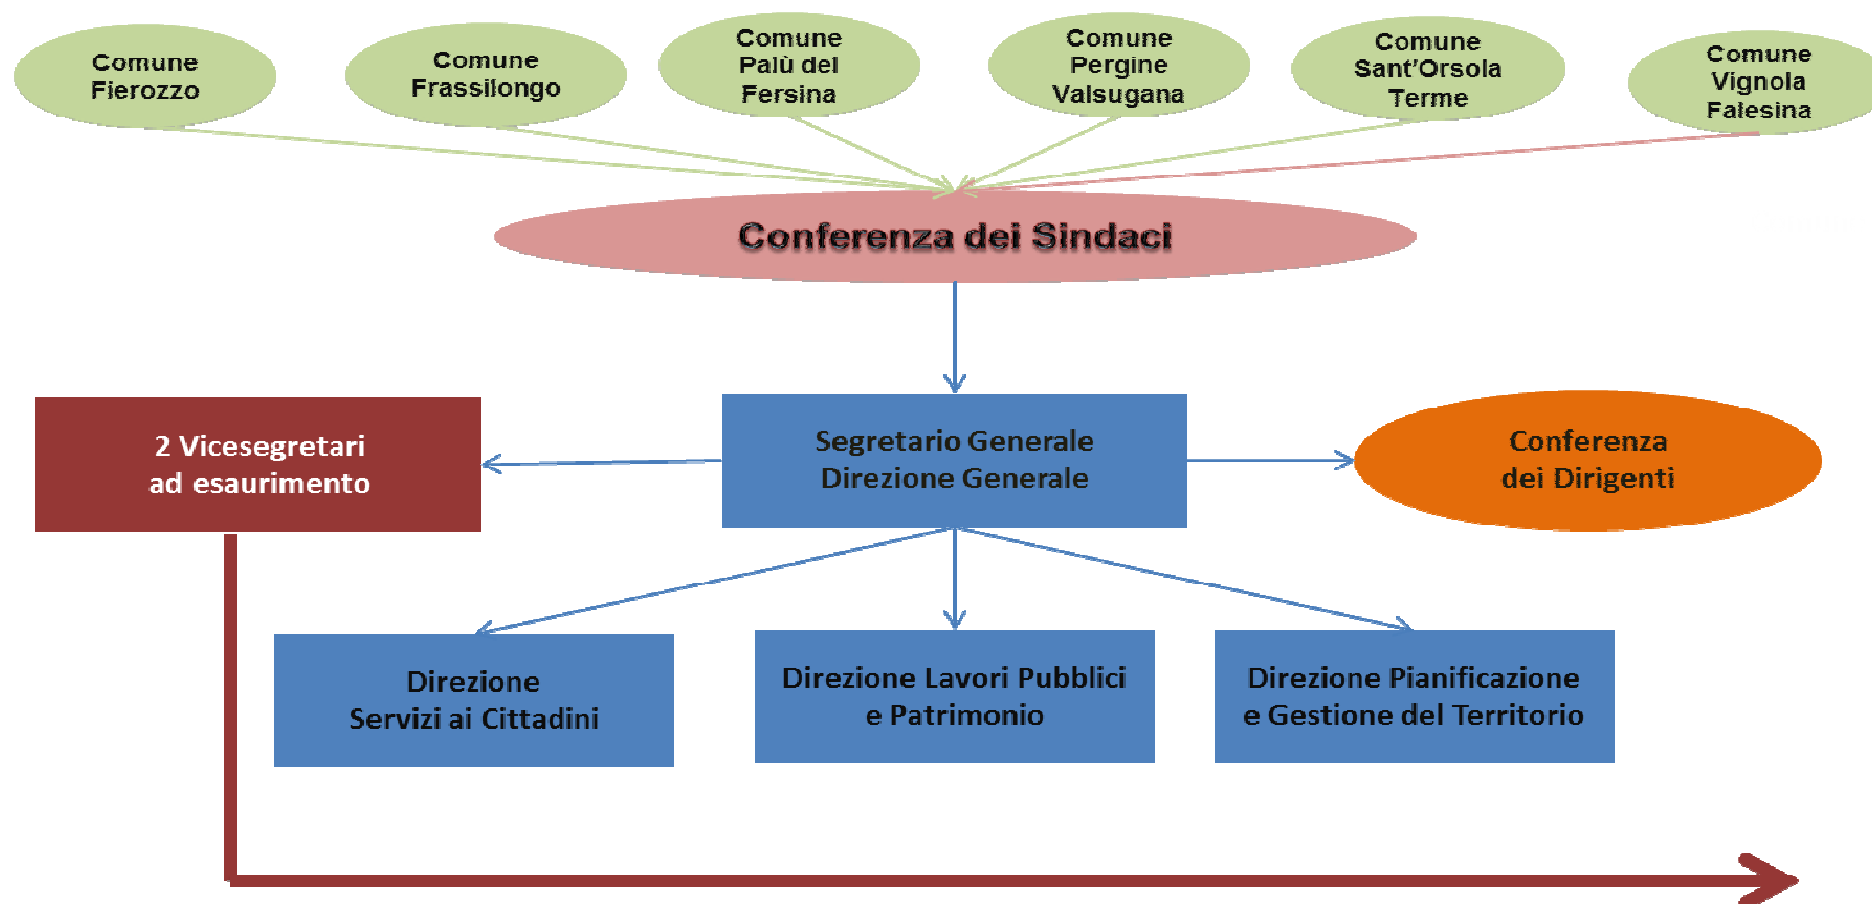 Comune
Fierozzo
Comune
Frassilongo
Comune
Palù del
Fersina
Comune
Pergine
Valsugana
Comune
Sant'Orsola
Terme
Comune
Vignola
Falesina
Conferenza dei Sindaci
2 Vicesegretari
ad esaurimento
Segretario Generale
Direzione Generale
Conferenza
dei Dirigenti
Direzione
Servizi ai Cittadini
Direzione Lavori Pubblici
e Patrimonio
Direzione Pianificazione
e Gestione del Territorio